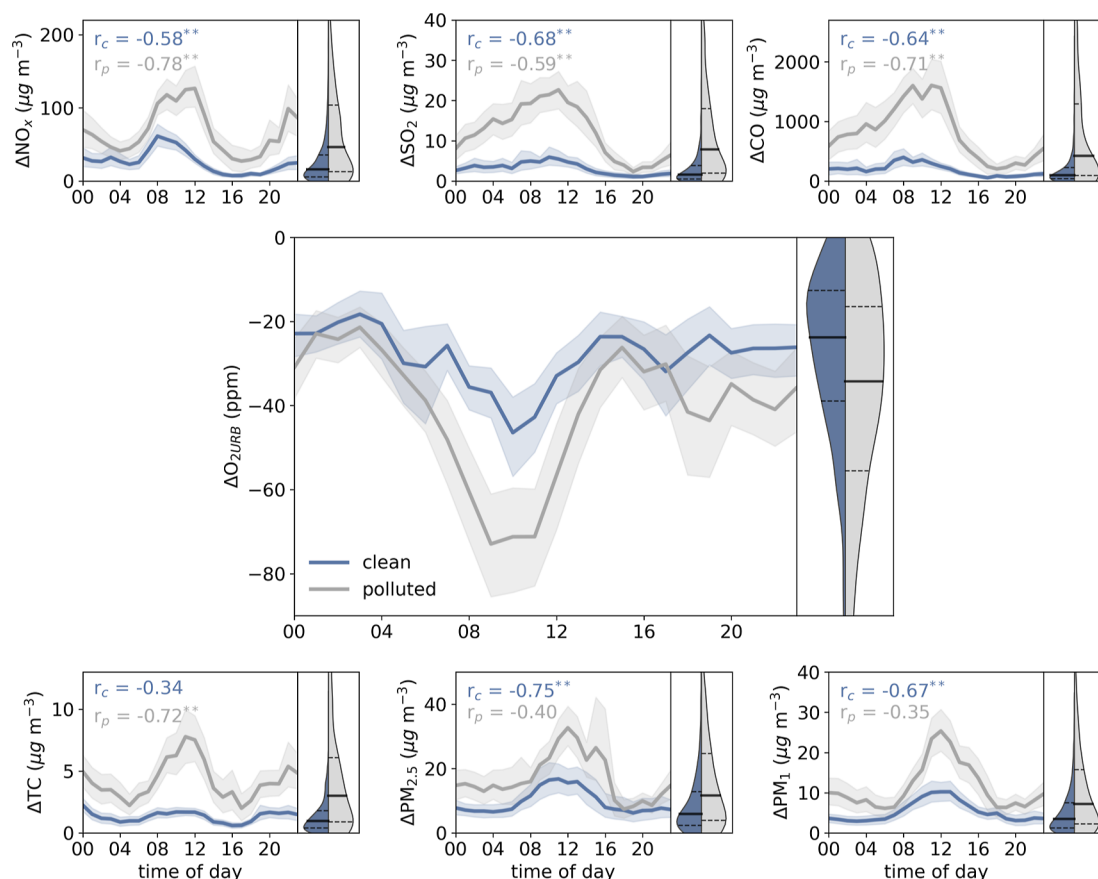 ΔNOₓ (μg m⁻³)
200
100
0
r_c = -0.58**
r_p = -0.78**
00 04 08 12 16 20
ΔSO₂ (μg m⁻³)
40
30
20
10
0
r_c = -0.68**
r_p = -0.59**
00 04 08 12 16 20
ΔCO (μg m⁻³)
2000
1000
0
r_c = -0.64**
r_p = -0.71**
00 04 08 12 16 20
ΔO₂URB (ppm)
0
−20
−40
−60
−80
clean
polluted
00 04 08 12 16 20
ΔTC (μg m⁻³)
10
5
0
r_c = -0.34
r_p = -0.72**
00 04 08 12 16 20
time of day
ΔPM₂.₅ (μg m⁻³)
40
20
0
r_c = -0.75**
r_p = -0.40
00 04 08 12 16 20
time of day
ΔPM₁ (μg m⁻³)
40
30
20
10
0
r_c = -0.67**
r_p = -0.35
00 04 08 12 16 20
time of day